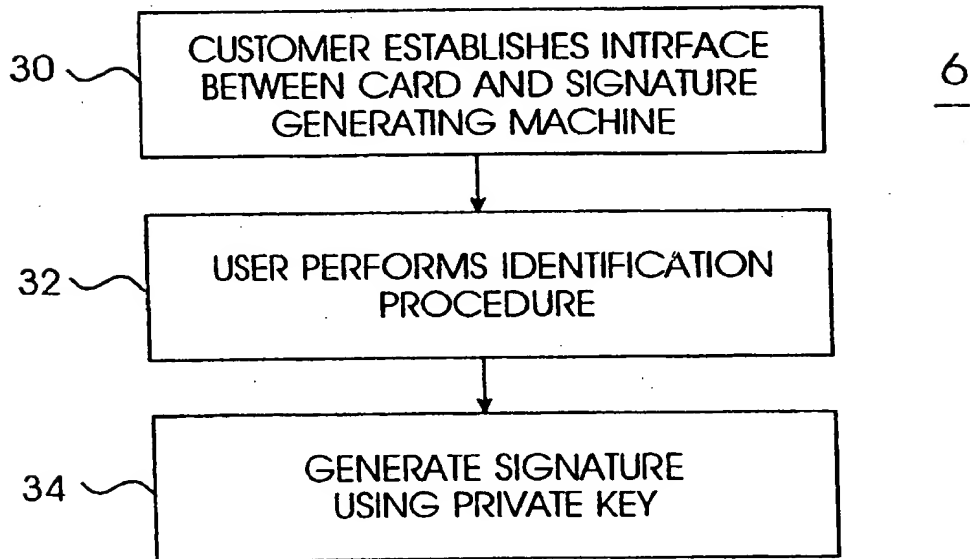 30
CUSTOMER ESTABLISHES INTRFACE
BETWEEN CARD AND SIGNATURE
GENERATING MACHINE
6
32
USER PERFORMS IDENTIFICATION
PROCEDURE
34
GENERATE SIGNATURE
USING PRIVATE KEY